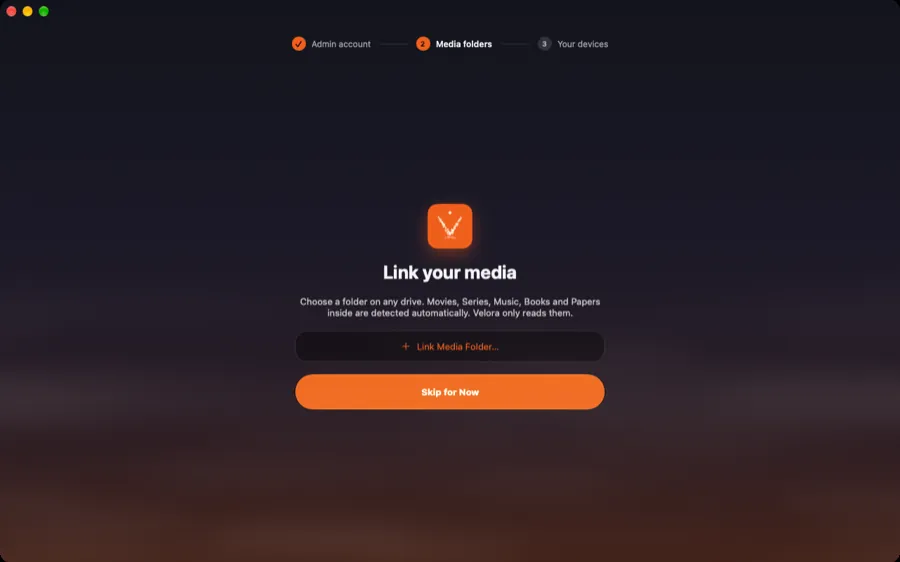 Admin account
2 Media folders
3 Your devices
Link your media
Choose a folder on any drive. Movies, Series, Music, Books and Papers
inside are detected automatically. Velora only reads them.
+ Link Media Folder...
Skip for Now